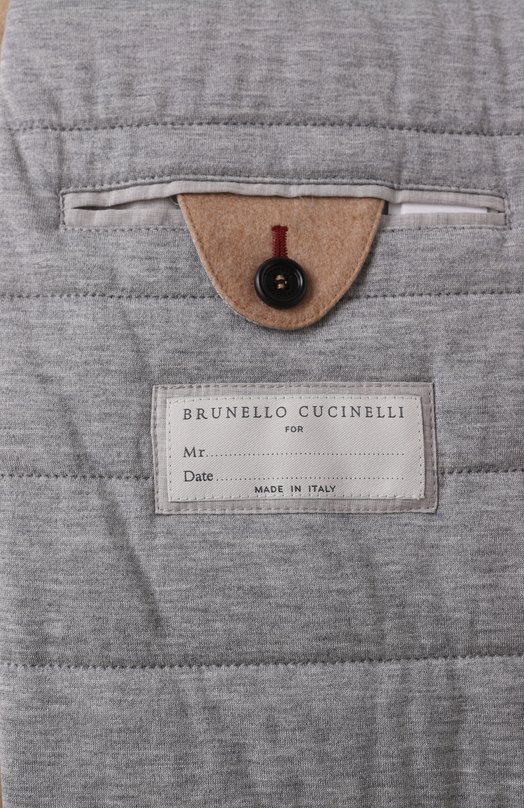 BRUNELLO CUCINELLI
FOR
Mr..............................................
Date............................................
MADE IN ITALY